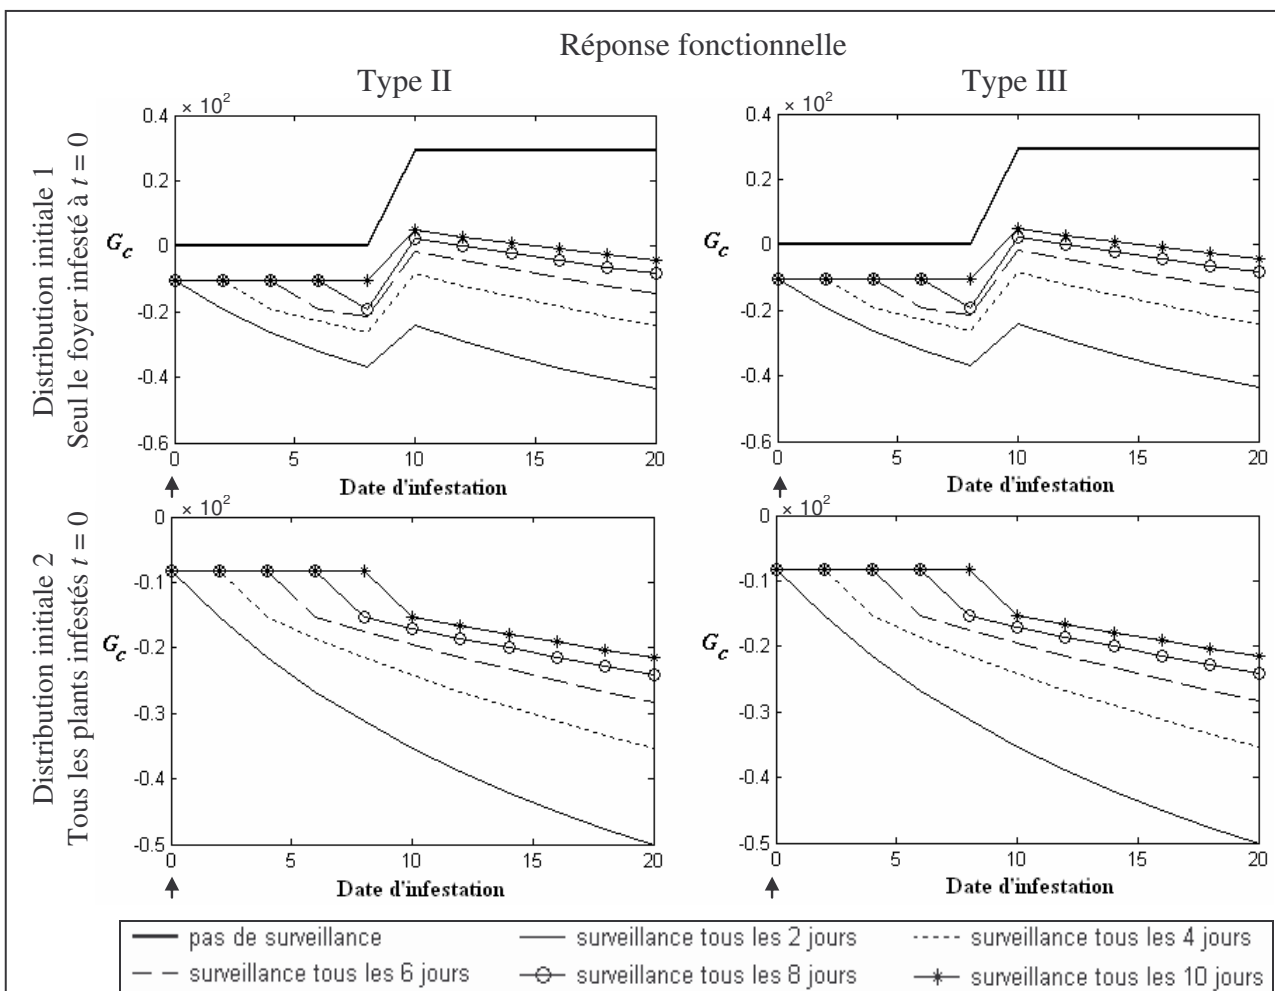 Réponse fonctionnelle
Type II
Type III
Distribution initiale 1
Seul le foyer infesté à t = 0
× 10²
0.4
0.2
0
-0.2
-0.4
-0.6
G_c
0 5 10 15 20
Date d'infestation
× 10²
0.4
0.2
0
-0.2
-0.4
-0.6
G_c
0 5 10 15 20
Date d'infestation
Distribution initiale 2
Tous les plants infestés t = 0
× 10²
0
-0.1
-0.2
-0.3
-0.4
-0.5
G_c
0 5 10 15 20
Date d'infestation
× 10²
0
-0.1
-0.2
-0.3
-0.4
-0.5
G_c
0 5 10 15 20
Date d'infestation
pas de surveillance
surveillance tous les 2 jours
surveillance tous les 4 jours
surveillance tous les 6 jours
surveillance tous les 8 jours
surveillance tous les 10 jours